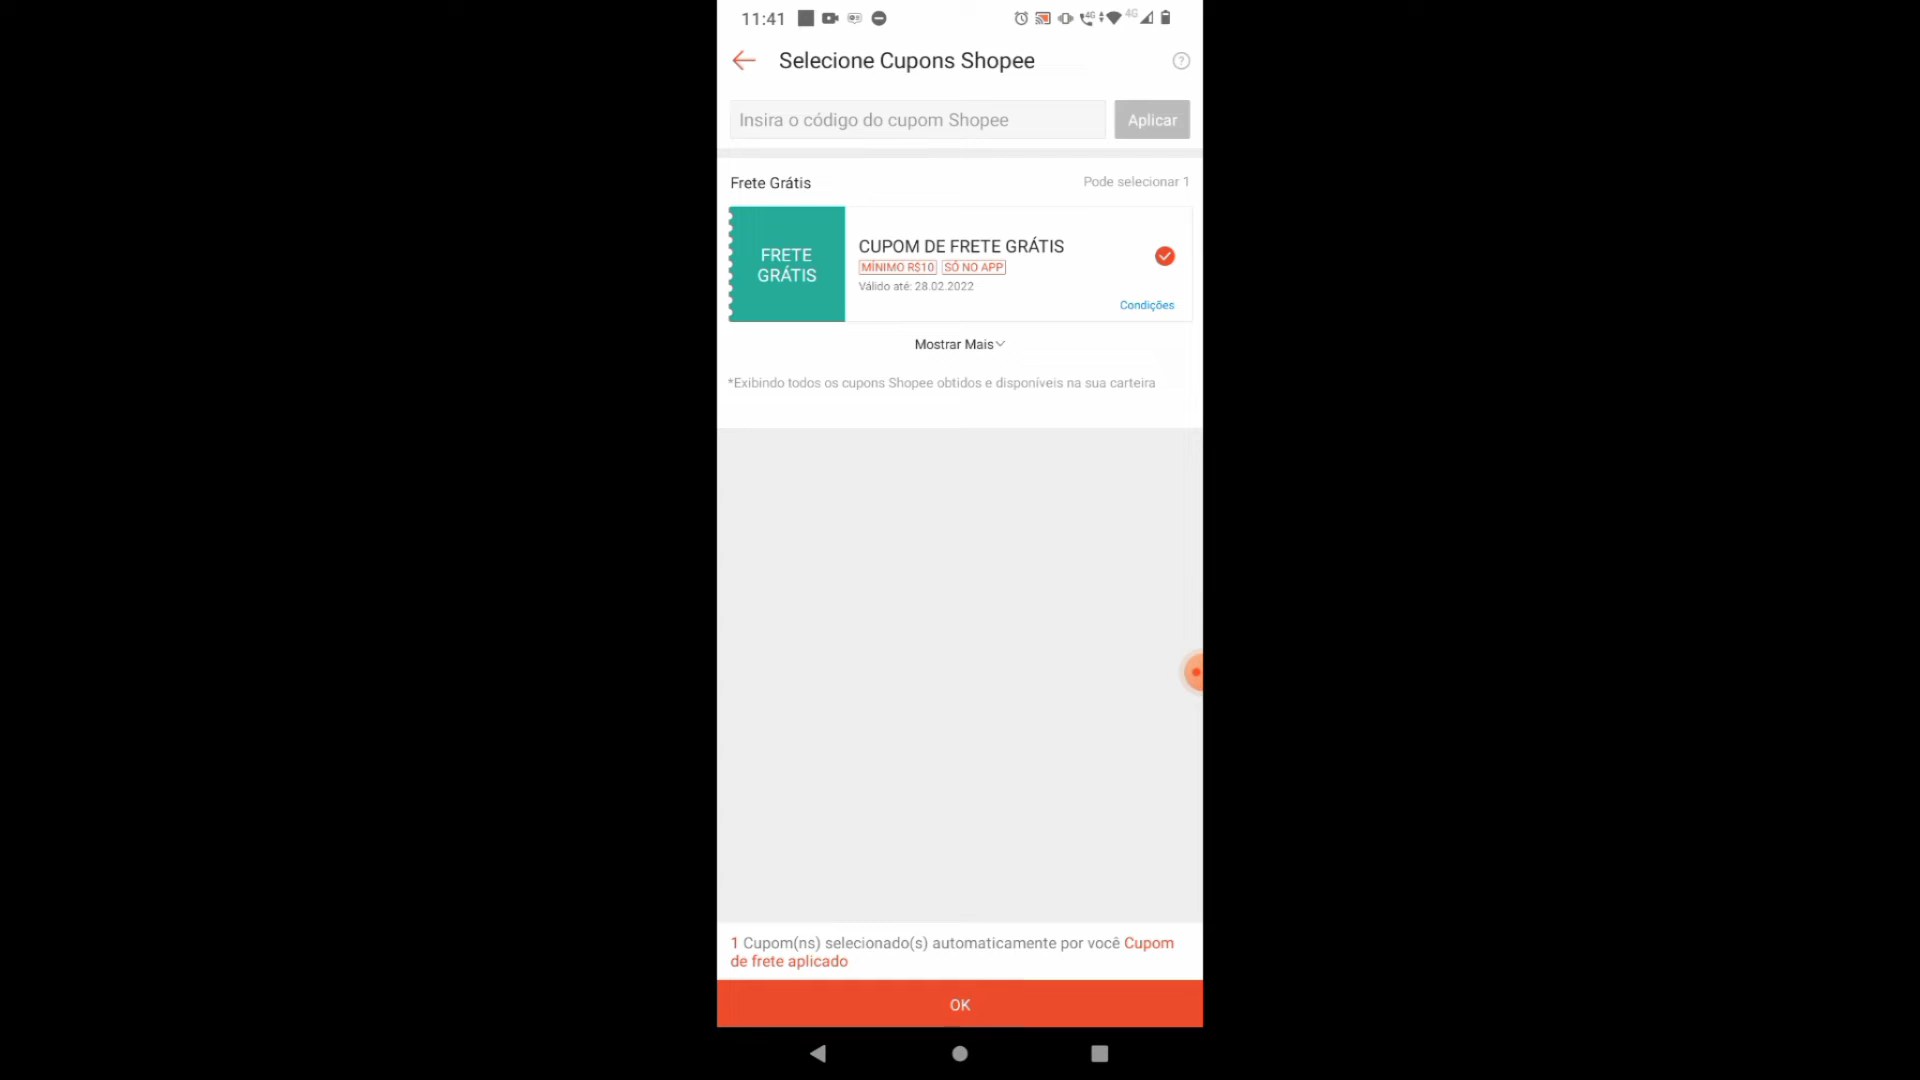 11:41
4G
4G
Selecione Cupons Shopee
?
Insira o código do cupom Shopee
Aplicar
Frete Grátis
Pode selecionar 1
FRETE
GRÁTIS
CUPOM DE FRETE GRÁTIS
MÍNIMO R$10 SÓ NO APP
Válido até: 28.02.2022
Condições
Mostrar Mais
*Exibindo todos os cupons Shopee obtidos e disponíveis na sua carteira
1 Cupom(ns) selecionado(s) automaticamente por você Cupom
de frete aplicado
OK